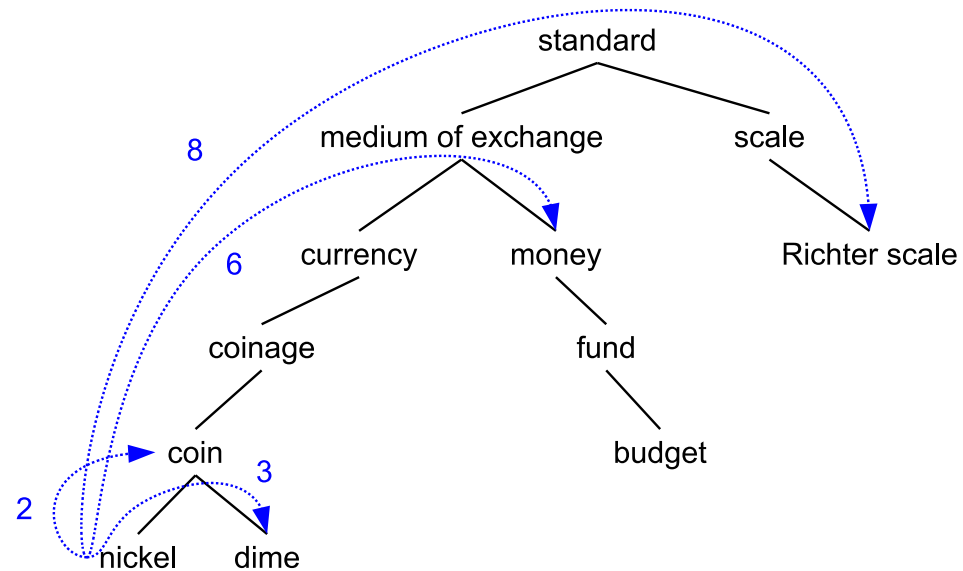 standard
8
medium of exchange
scale
6
currency
money
Richter scale
coinage
fund
coin
budget
3
2
nickel
dime